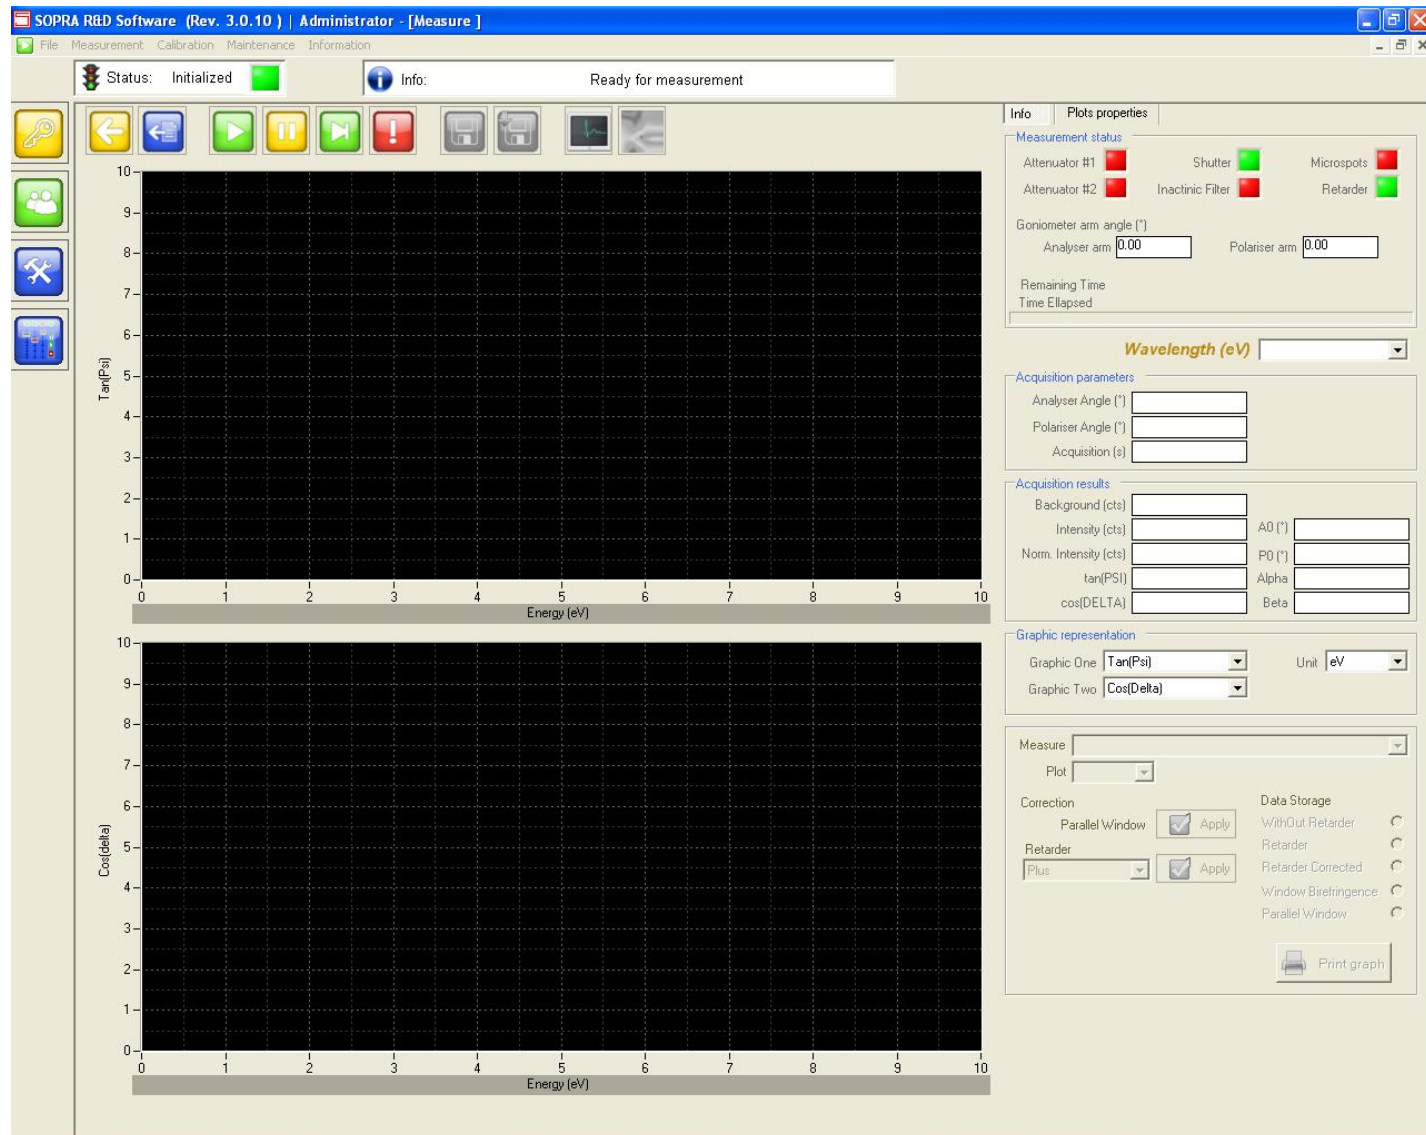 SOPRA R&D Software (Rev. 3.0.10 ) | Administrator - [Measure ]
File Measurement Calibration Maintenance Information
Status: Initialized Info: Ready for measurement
Info Plots properties
Measurement status
Attenuator #1 Shutter Microspots
Attenuator #2 Inactinic Filter Retarder
Goniometer arm angle (°)
Analyser arm 0.00 Polariser arm 0.00
Remaining Time
Time Ellapsed
Wavelength (eV)
Acquisition parameters
Analyser Angle (°)
Polariser Angle (°)
Acquisition (s)
Acquisition results
Background (cts)
Intensity (cts) A0 (°)
Norm. Intensity (cts) P0 (°)
tan(PSI) Alpha
cos(DELTA) Beta
Graphic representation
Graphic One Tan(Psi) Unit eV
Graphic Two Cos(Delta)
Measure
Plot
Correction Data Storage
Parallel Window Apply WithOut Retarder
Retarder Retarder
Plus Apply Retarder Corrected
Window Birefringence
Parallel Window
Print graph
Tan(Psi)
10
9
8
7
6
5
4
3
2
1
0
0 1 2 3 4 5 6 7 8 9 10
Energy (eV)
Cos(delta)
10
9
8
7
6
5
4
3
2
1
0
0 1 2 3 4 5 6 7 8 9 10
Energy (eV)